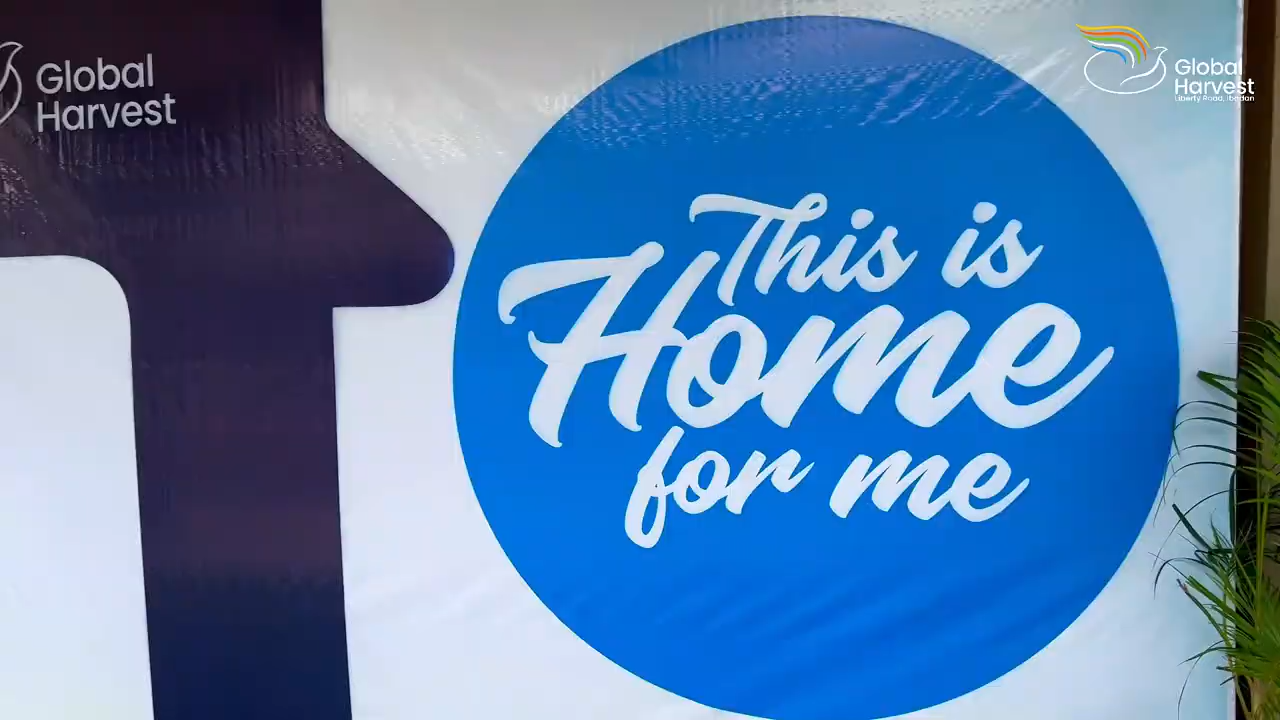 Global
Harvest
This is
Home
for me
Global
Harvest
Liberty Road, Ibadan